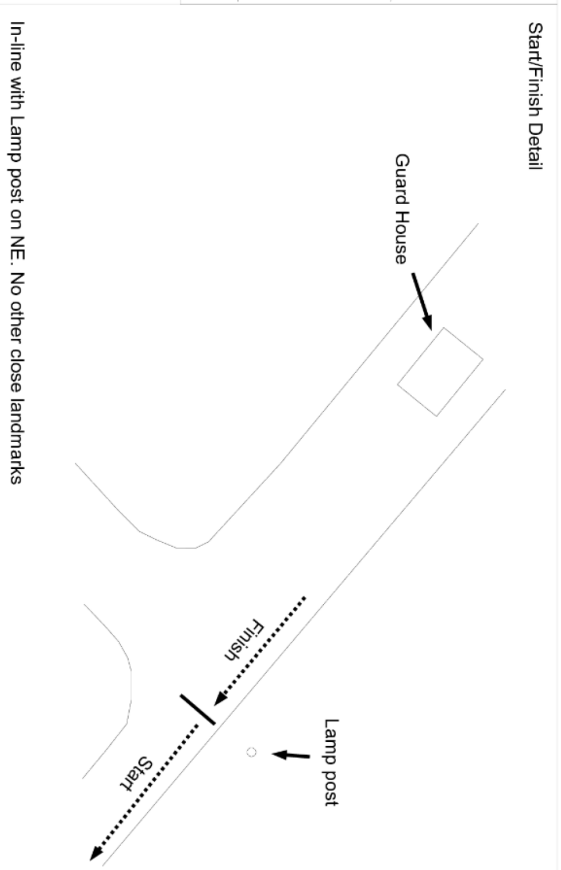 Start/Finish Detail
Guard House
Finish
Lamp post
Start
In-line with Lamp post on NE. No other close landmarks